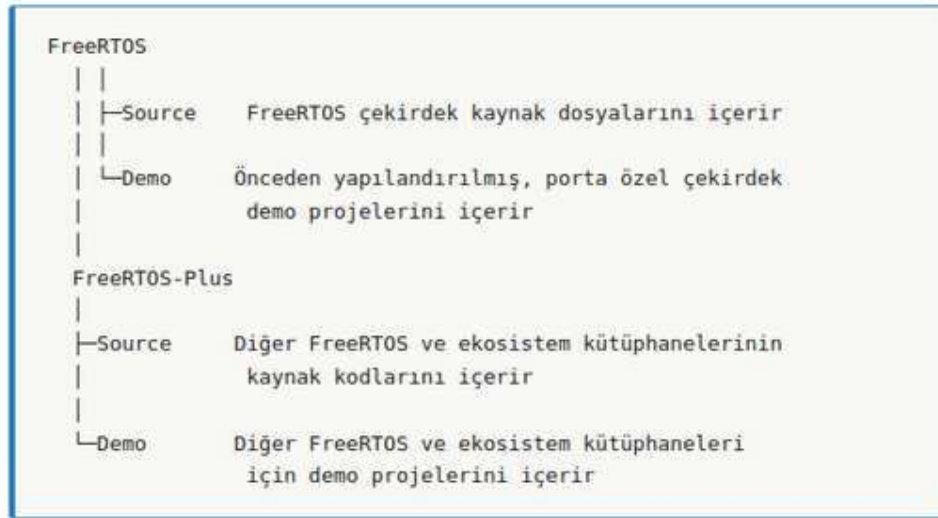 FreeRTOS
│ │
│ ├─Source FreeRTOS çekirdek kaynak dosyalarını içerir
│ │
│ └─Demo Önceden yapılandırılmış, porta özel çekirdek
│ demo projelerini içerir
│
FreeRTOS-Plus
│
├─Source Diğer FreeRTOS ve ekosistem kütüphanelerinin
│ kaynak kodlarını içerir
│
└─Demo Diğer FreeRTOS ve ekosistem kütüphaneleri
için demo projelerini içerir